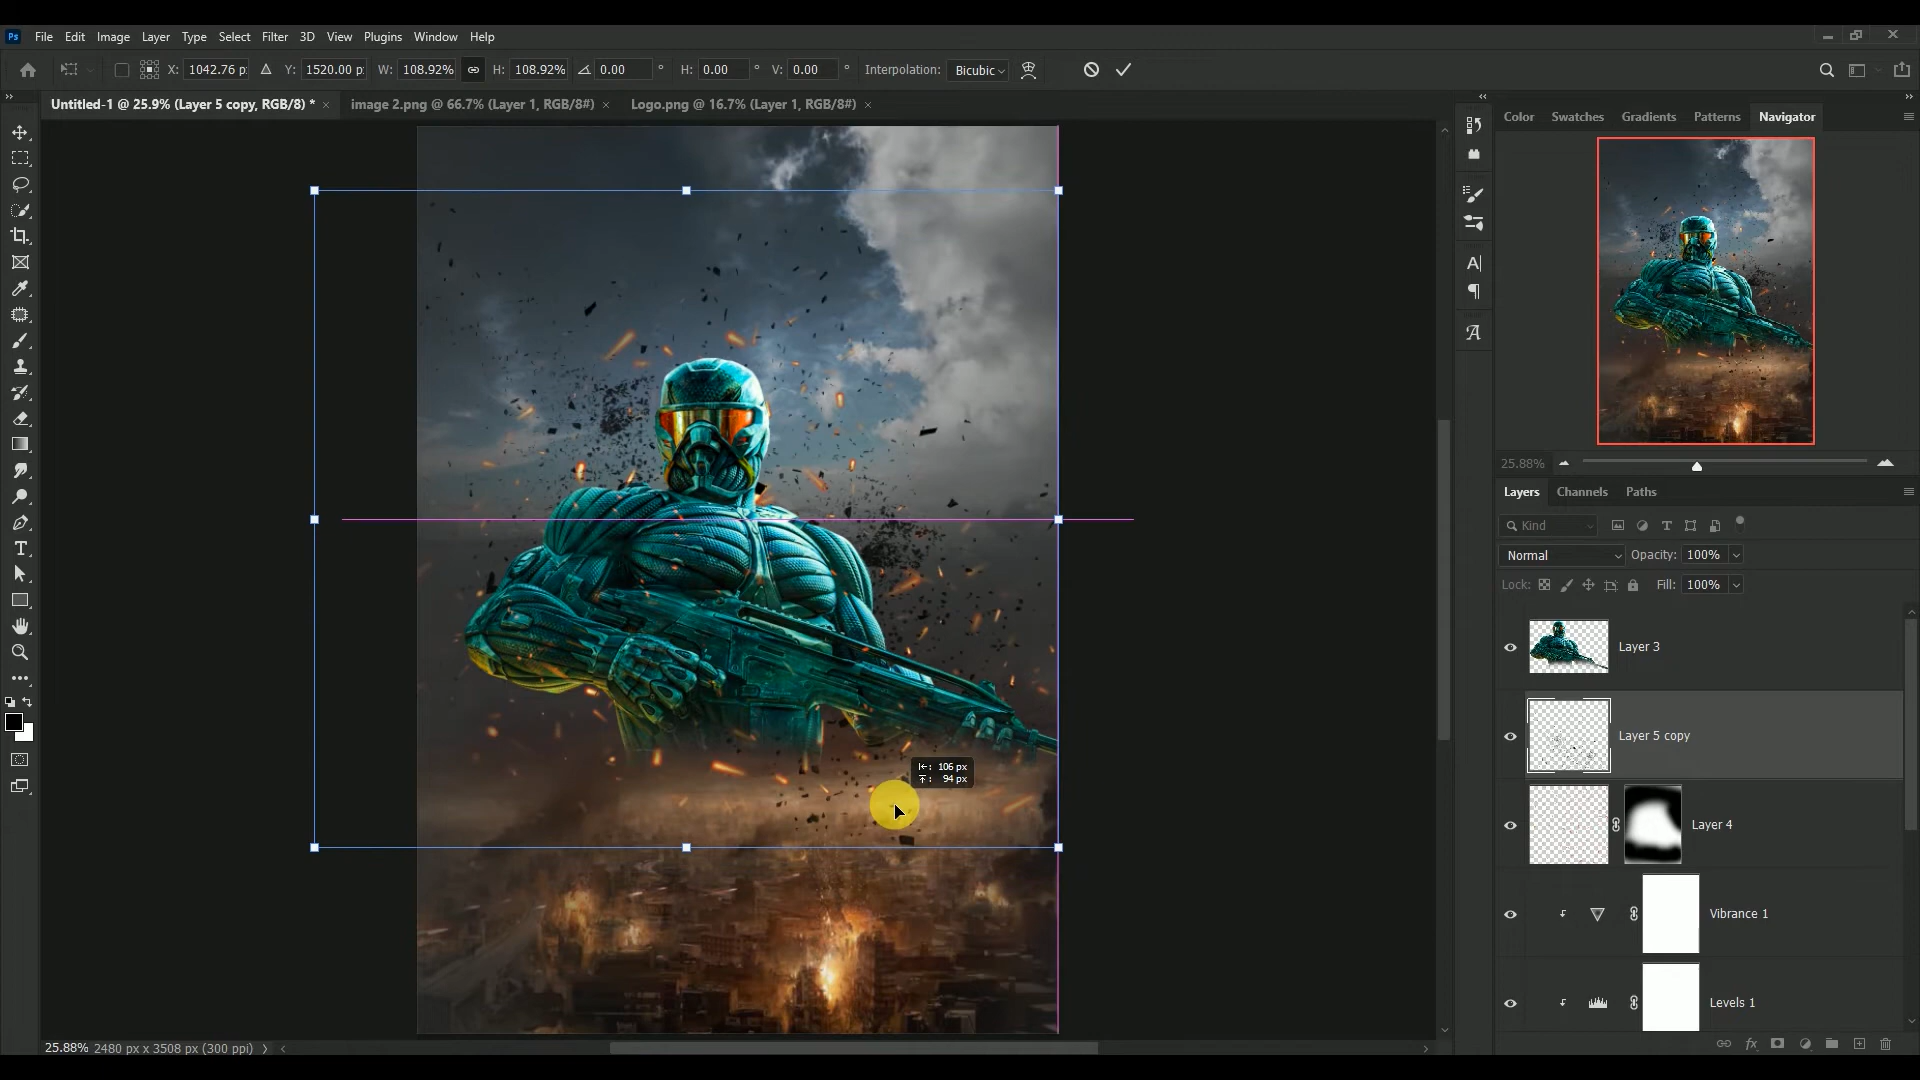 Ps File Edit Image Layer Type Select Filter 3D View Plugins Window Help
X: 1042.76 p: Y: 1520.00 p: W: 108.92% H: 108.92% 0.00 ° H: 0.00 ° V: 0.00 ° Interpolation: Bicubic
Untitled-1 @ 25.9% (Layer 5 copy, RGB/8) * × image 2.png @ 66.7% (Layer 1, RGB/8#) × Logo.png @ 16.7% (Layer 1, RGB/8#) ×
Color Swatches Gradients Patterns Navigator
25.88%
Layers Channels Paths
Kind
Normal Opacity: 100%
Lock: Fill: 100%
Layer 3
Layer 5 copy
Layer 4
Vibrance 1
Levels 1
fx
106 px
94 px
25.88% 2480 px x 3508 px (300 ppi)